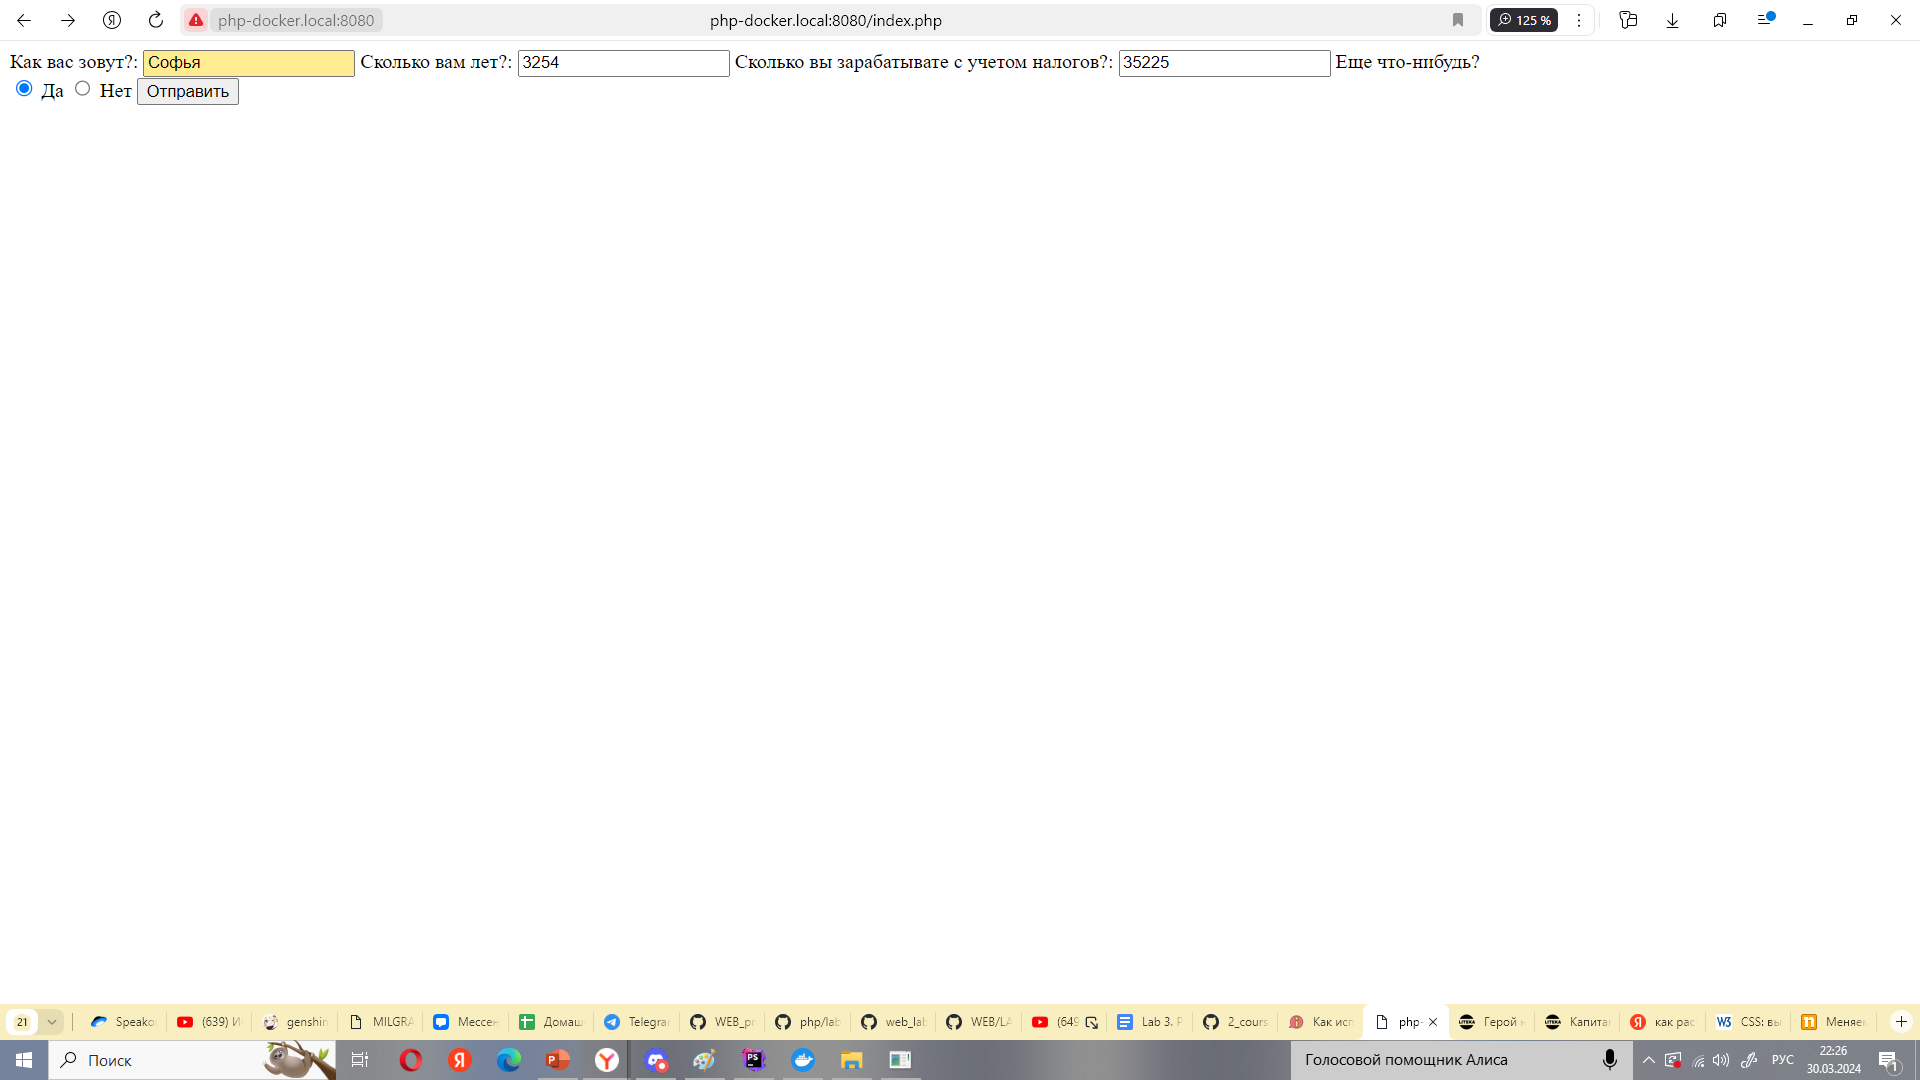 php-docker.local:8080 php-docker.local:8080/index.php 125 %
Как вас зовут?: Софья Сколько вам лет?: 3254 Сколько вы зарабатывате с учетом налогов?: 35225 Еще что-нибудь?
Да Нет Отправить
21 Speako (639) И genshin MILGRA Мессен Домаш Telegra WEB_pr php/lab web_lab WEB/LA (649 Lab 3. P 2_cours Как исп php- Герой Капита как рас CSS: вы Меняем
Поиск Голосовой помощник Алиса РУС 22:26
30.03.2024 1